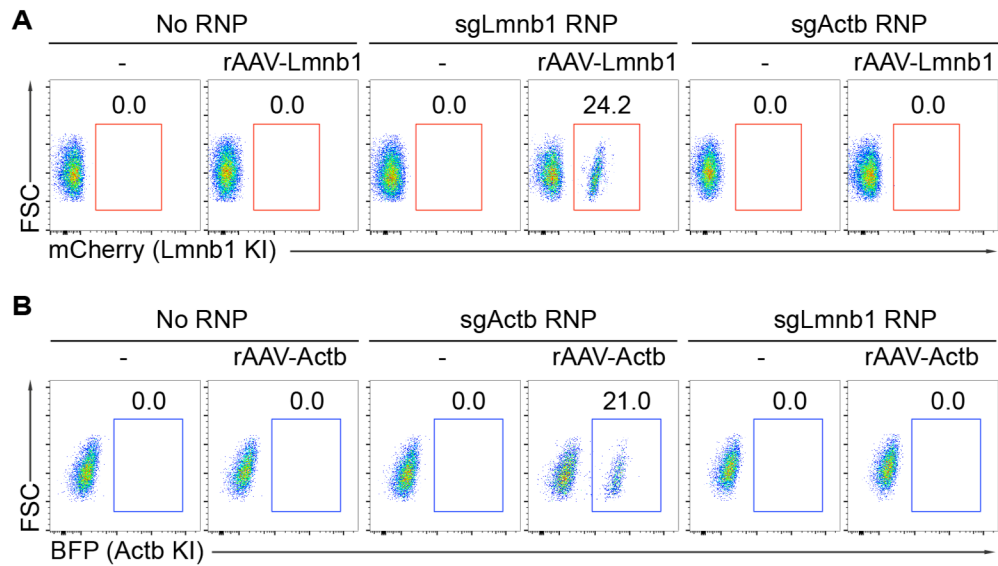 A
No RNP sgLmnb1 RNP sgActb RNP
- rAAV-Lmnb1 - rAAV-Lmnb1 - rAAV-Lmnb1
0.0 0.0 0.0 24.2 0.0 0.0
FSC
mCherry (Lmnb1 KI)
B
No RNP sgActb RNP sgLmnb1 RNP
- rAAV-Actb - rAAV-Actb - rAAV-Actb
0.0 0.0 0.0 21.0 0.0 0.0
FSC
BFP (Actb KI)